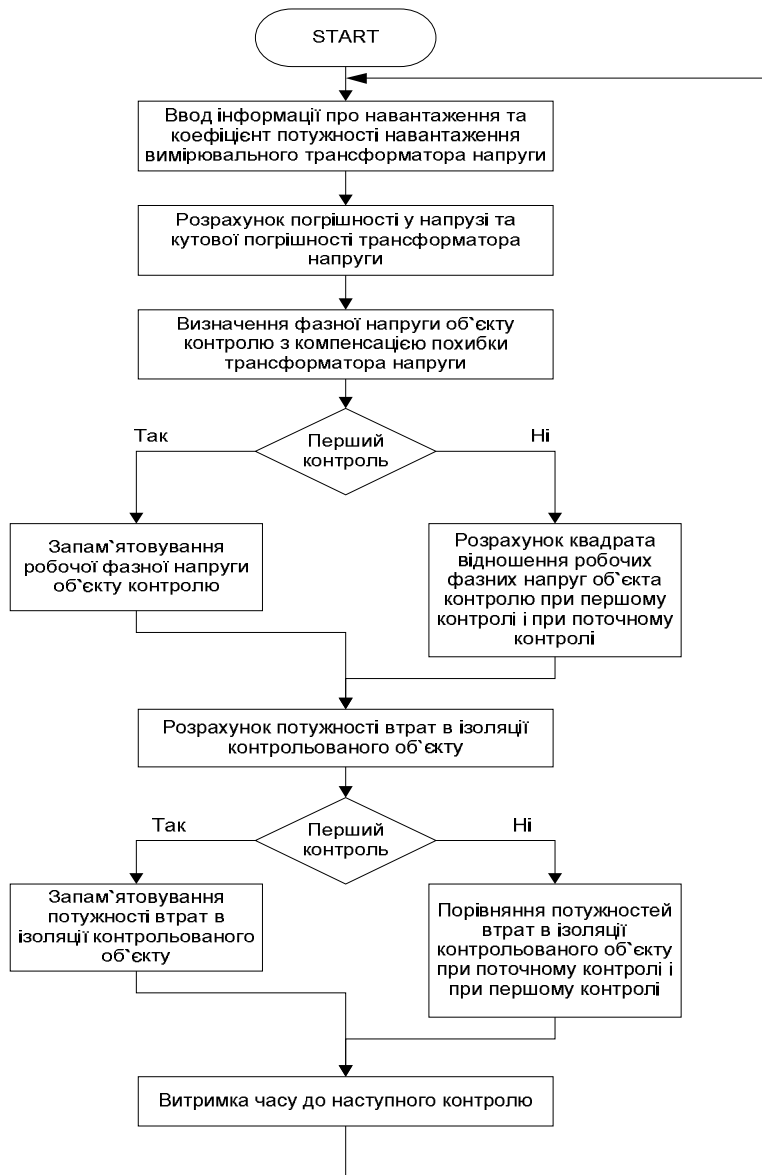 START
Ввод інформації про навантаження та
коефіцієнт потужності навантаження
вимірювального трансформатора напруги
Розрахунок погрішності у напрузі та
кутової погрішності трансформатора
напруги
Визначення фазної напруги об`єкту
контролю з компенсацією похибки
трансформатора напруги
Так
Перший
контроль
Ні
Запам`ятовування
робочої фазної напруги
об`єкту контролю
Розрахунок квадрата
відношення робочих
фазних напруг об`єкта
контролю при першому
контролі і при поточному
контролі
Розрахунок потужності втрат в ізоляції
контрольованого об`єкту
Так
Перший
контроль
Ні
Запам`ятовування
потужності втрат в
ізоляції контрольованого
об`єкту
Порівняння потужностей
втрат в ізоляції
контрольованого об`єкту
при поточному контролі і
при першому контролі
Витримка часу до наступного контролю